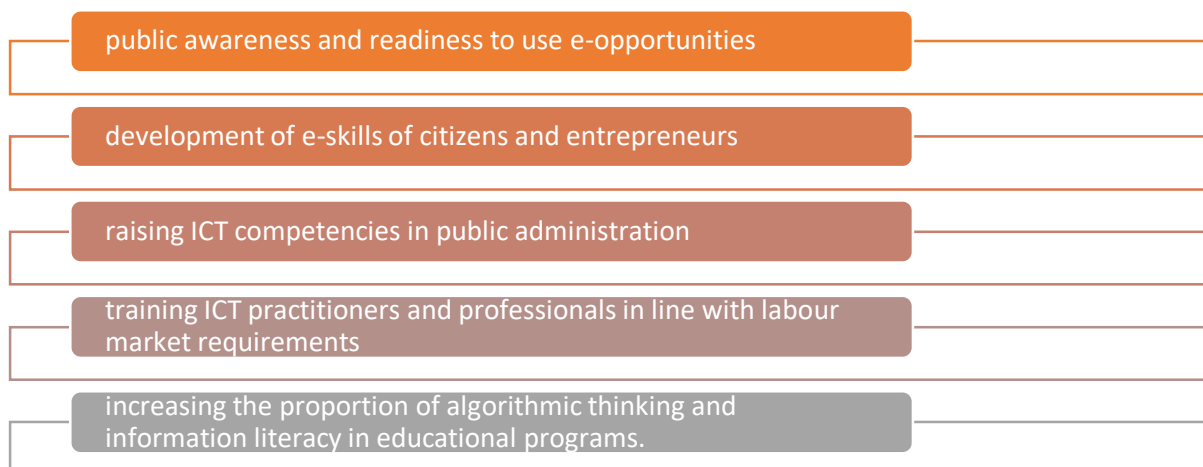 public awareness and readiness to use e-opportunities
development of e-skills of citizens and entrepreneurs
raising ICT competencies in public administration
training ICT practitioners and professionals in line with labour
market requirements
increasing the proportion of algorithmic thinking and
information literacy in educational programs.